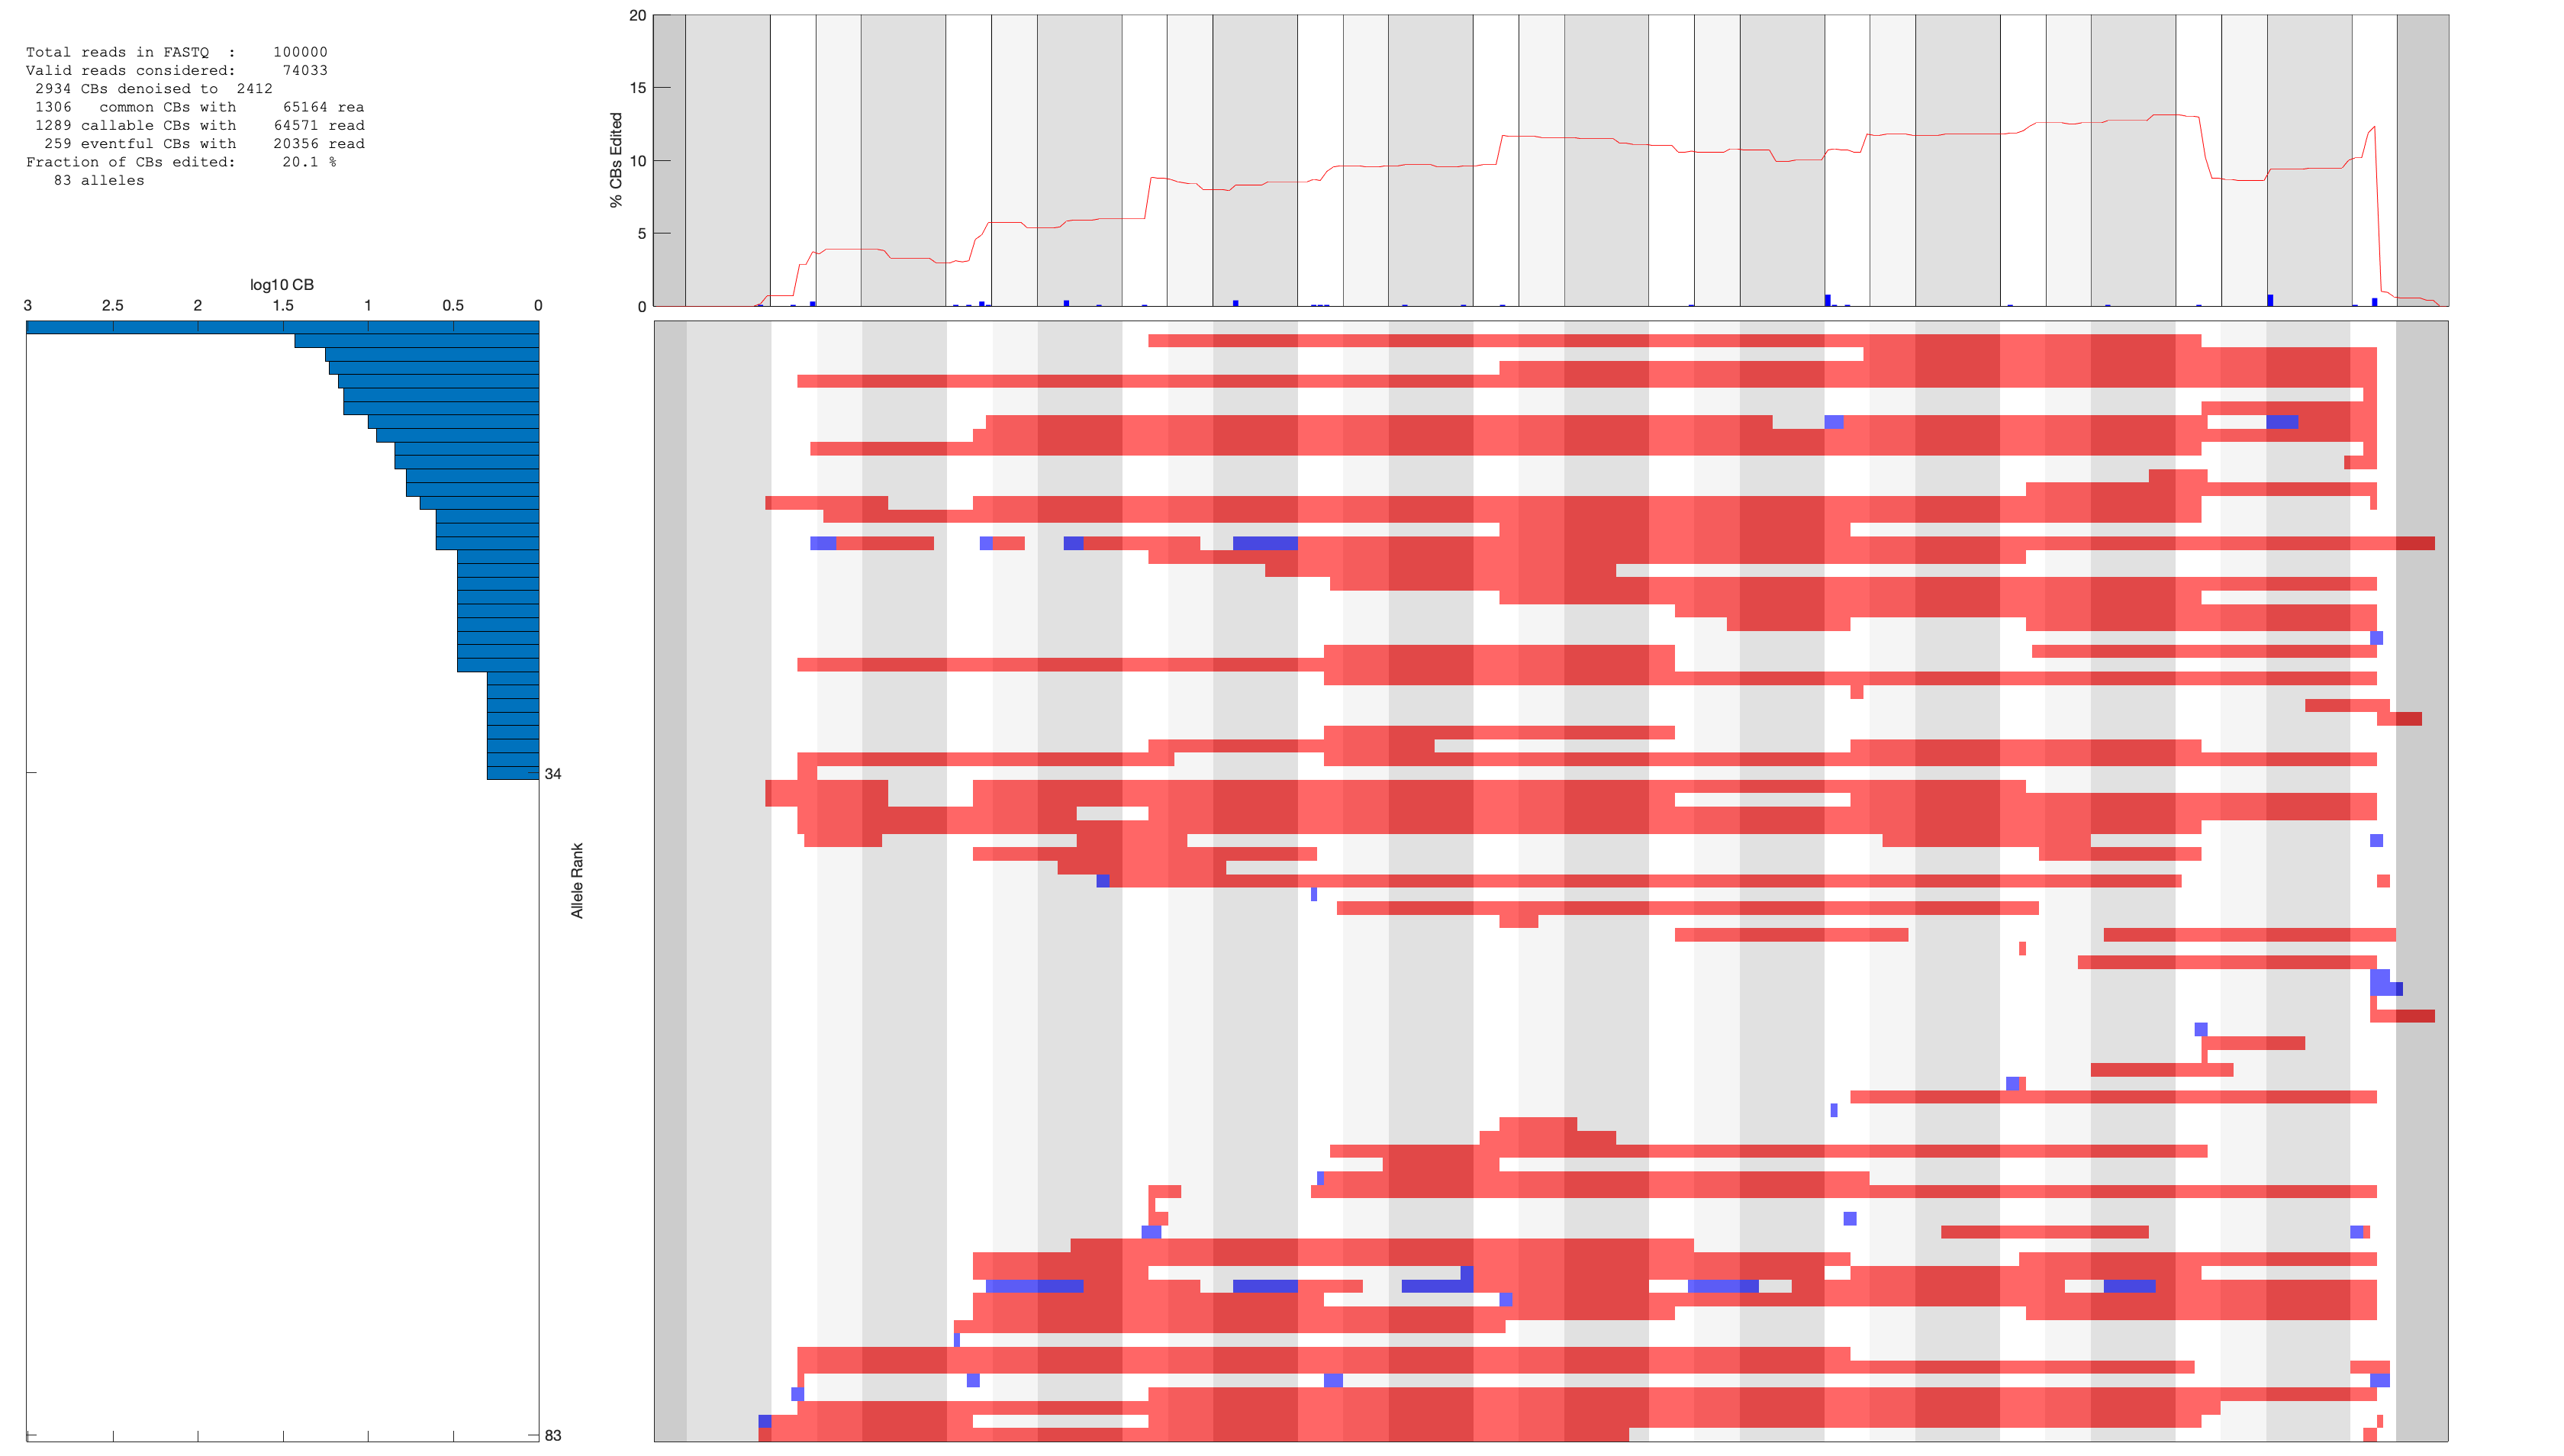 Total reads in FASTQ  :    100000
Valid reads considered:     74033
 2934 CBs denoised to  2412
 1306   common CBs with     65164 rea
 1289 callable CBs with    64571 read
  259 eventful CBs with    20356 read
Fraction of CBs edited:     20.1 %
   83 alleles
20
15
10
5
0
% CBs Edited
log10 CB
3 2.5 2 1.5 1 0.5 0
34
83
Allele Rank